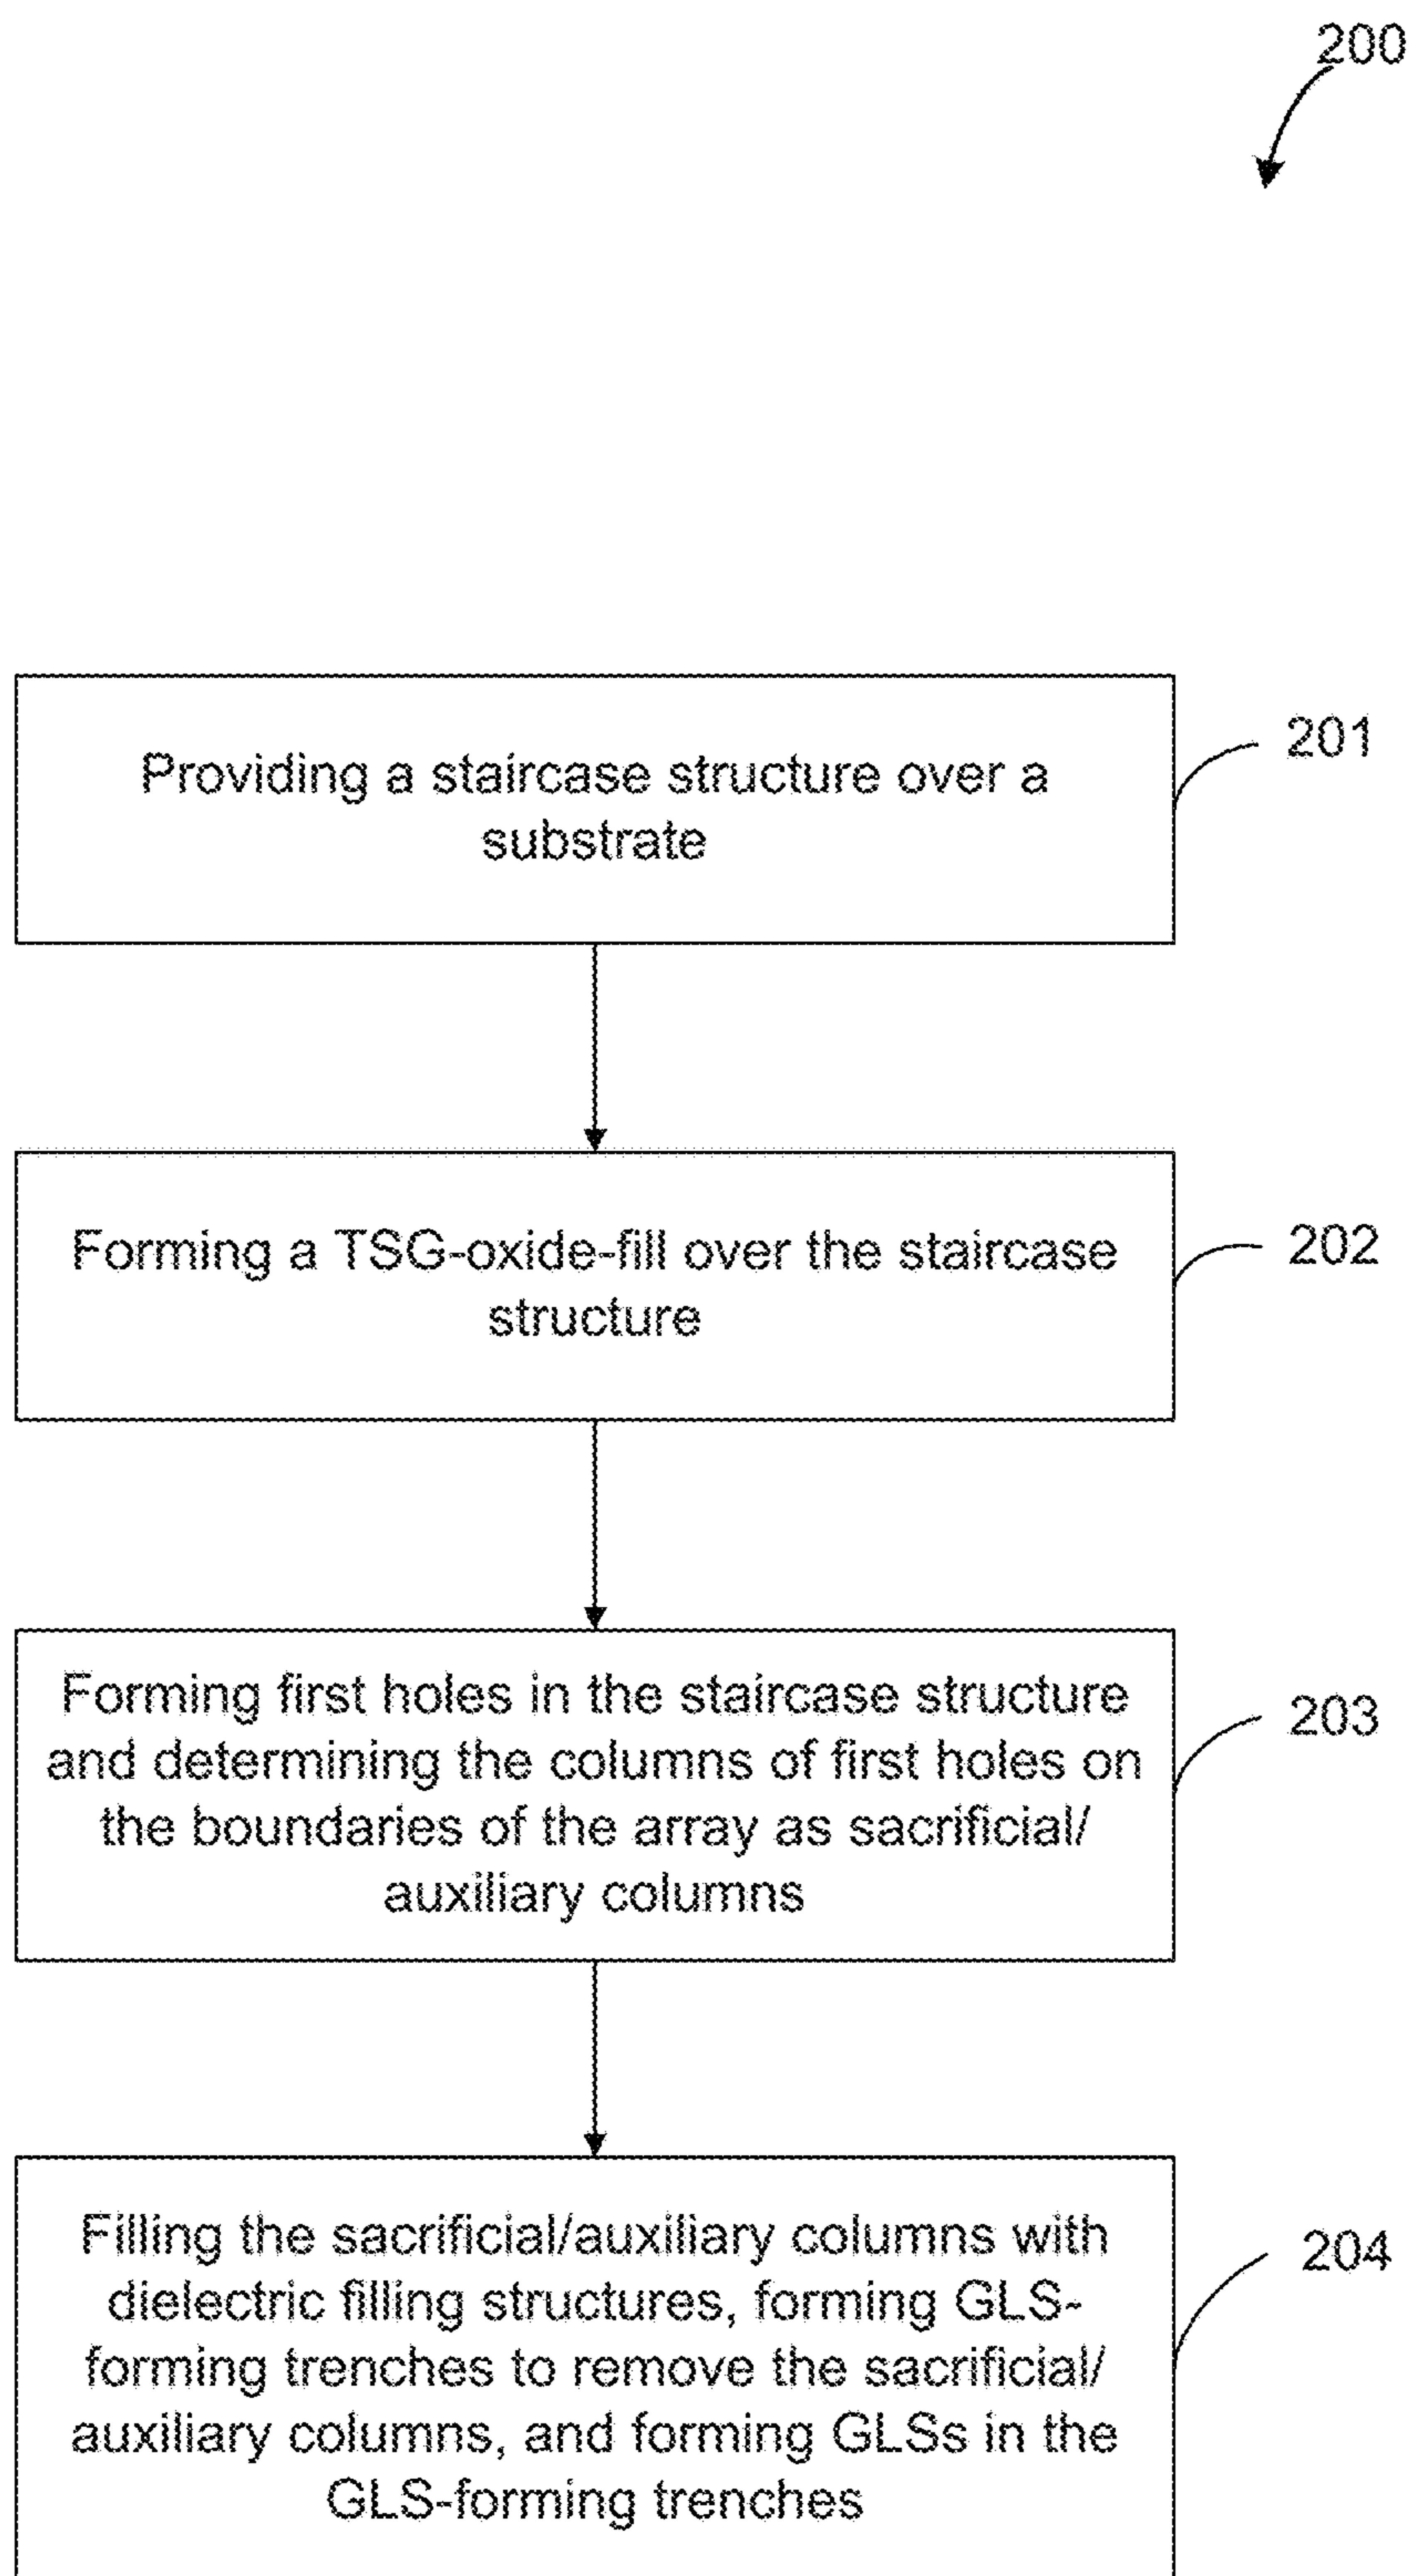 200
Providing a staircase structure over a
substrate
201
Forming a TSG-oxide-fill over the staircase
structure
202
Forming first holes in the staircase structure
and determining the columns of first holes on
the boundaries of the array as sacrificial/
auxiliary columns
203
Filling the sacrificial/auxiliary columns with
dielectric filling structures, forming GLS-
forming trenches to remove the sacrificial/
auxiliary columns, and forming GLSs in the
GLS-forming trenches
204